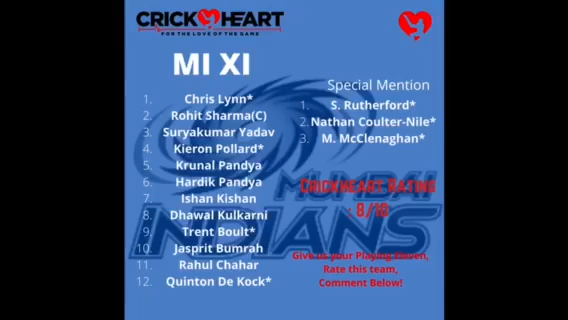 CRICK HEART
FOR THE LOVE OF THE GAME
MI XI
1. Chris Lynn*
2. Rohit Sharma(C)
3. Suryakumar Yadav
4. Kieron Pollard*
5. Krunal Pandya
6. Hardik Pandya
7. Ishan Kishan
8. Dhawal Kulkarni
9. Trent Boult*
10. Jasprit Bumrah
11. Rahul Chahar
12. Quinton De Kock*
Special Mention
1. S. Rutherford*
2. Nathan Coulter-Nile*
3. M. McClenaghan*
CrickHeart Rating
: 8/10
MUMBAI
INDIANS
Give us your Playing Eleven,
Rate this team,
Comment Below!